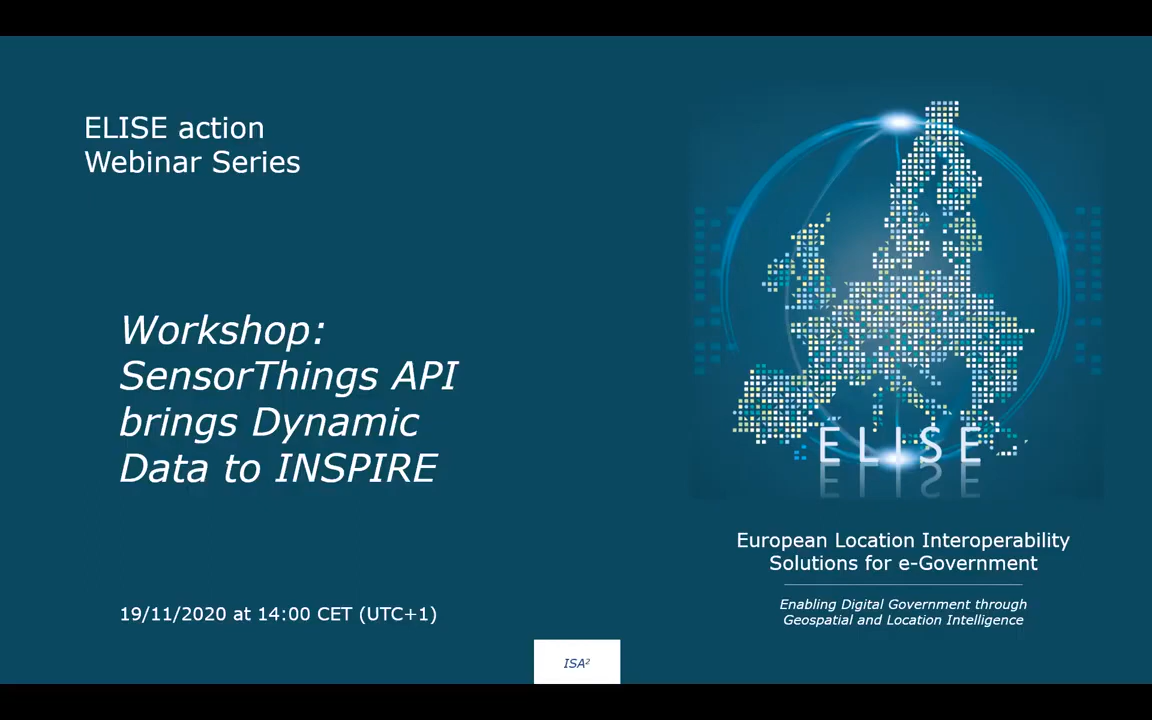 ELISE action
Webinar Series
Workshop:
SensorThings API
brings Dynamic
Data to INSPIRE
19/11/2020 at 14:00 CET (UTC+1)
ELISE
European Location Interoperability
Solutions for e-Government
Enabling Digital Government through
Geospatial and Location Intelligence
ISA²